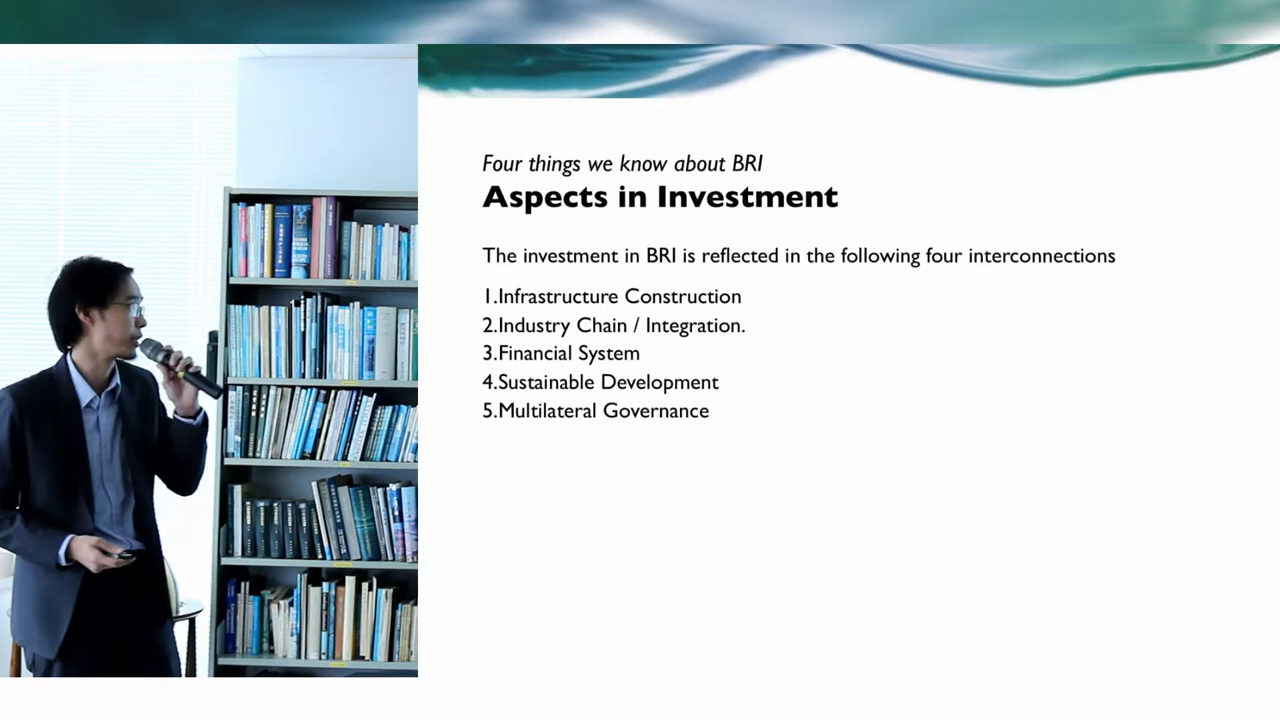 Four things we know about BRI
Aspects in Investment
The investment in BRI is reflected in the following four interconnections
1.Infrastructure Construction
2.Industry Chain / Integration.
3.Financial System
4.Sustainable Development
5.Multilateral Governance